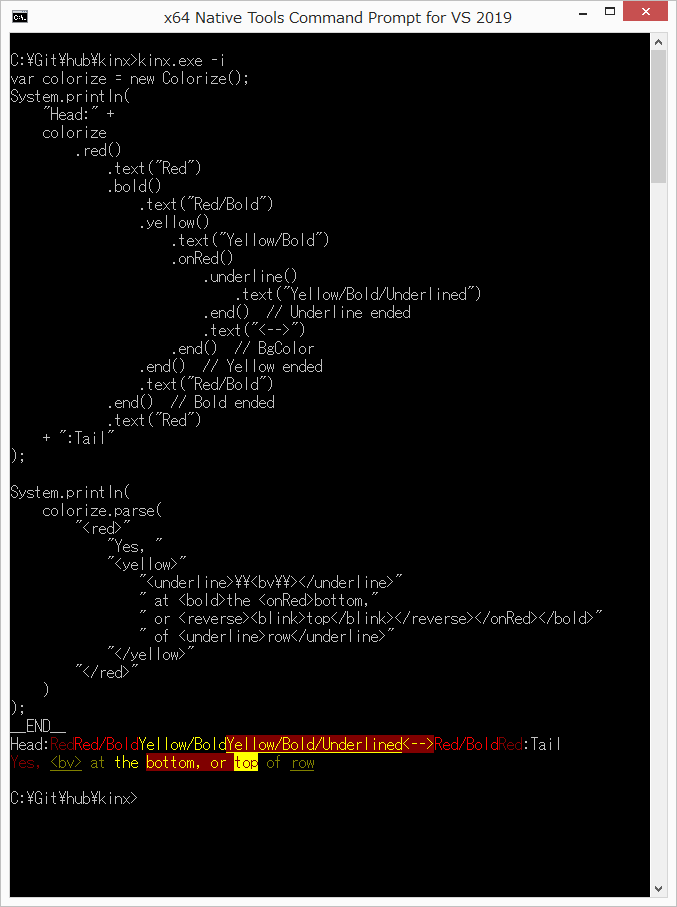 x64 Native Tools Command Prompt for VS 2019
C:¥Git¥hub¥kinx>kinx.exe -i
var colorize = new Colorize();
System.println(
    "Head:" +
    colorize
        .red()
            .text("Red")
            .bold()
                .text("Red/Bold")
                .yellow()
                    .text("Yellow/Bold")
                    .onRed()
                        .underline()
                            .text("Yellow/Bold/Underlined")
                        .end()  // Underline ended
                        .text("<-->")
                    .end()  // BgColor
                .end()  // Yellow ended
                .text("Red/Bold")
            .end()  // Bold ended
            .text("Red")
    + ":Tail"
);
System.println(
    colorize.parse(
        "<red>"
            "Yes, "
            "<yellow>"
                "<underline>¥¥<bv¥¥></underline>"
                " at <bold>the <onRed>bottom,"
                " or <reverse><blink>top</blink></reverse></onRed></bold>"
                " of <underline>row</underline>"
            "</yellow>"
        "</red>"
    )
);
__END__
Head:RedRed/BoldYellow/BoldYellow/Bold/Underlined<-->Red/BoldRed:Tail
Yes, <bv> at the bottom, or top of row
C:¥Git¥hub¥kinx>